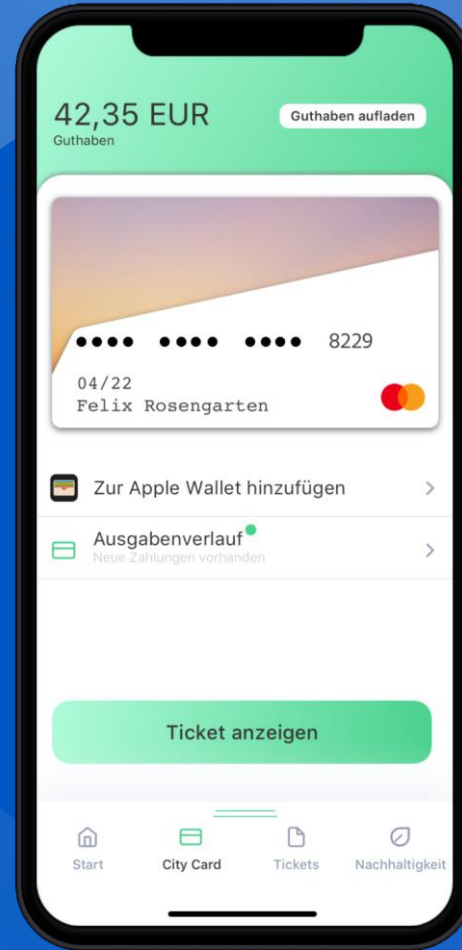 42,35 EUR
Guthaben aufladen
Guthaben
•••• •••• •••• 8229
04/22
Felix Rosengarten
Zur Apple Wallet hinzufügen
Ausgabenverlauf
Neue Zahlungen vorhanden
Ticket anzeigen
Start
City Card
Tickets
Nachhaltigkeit